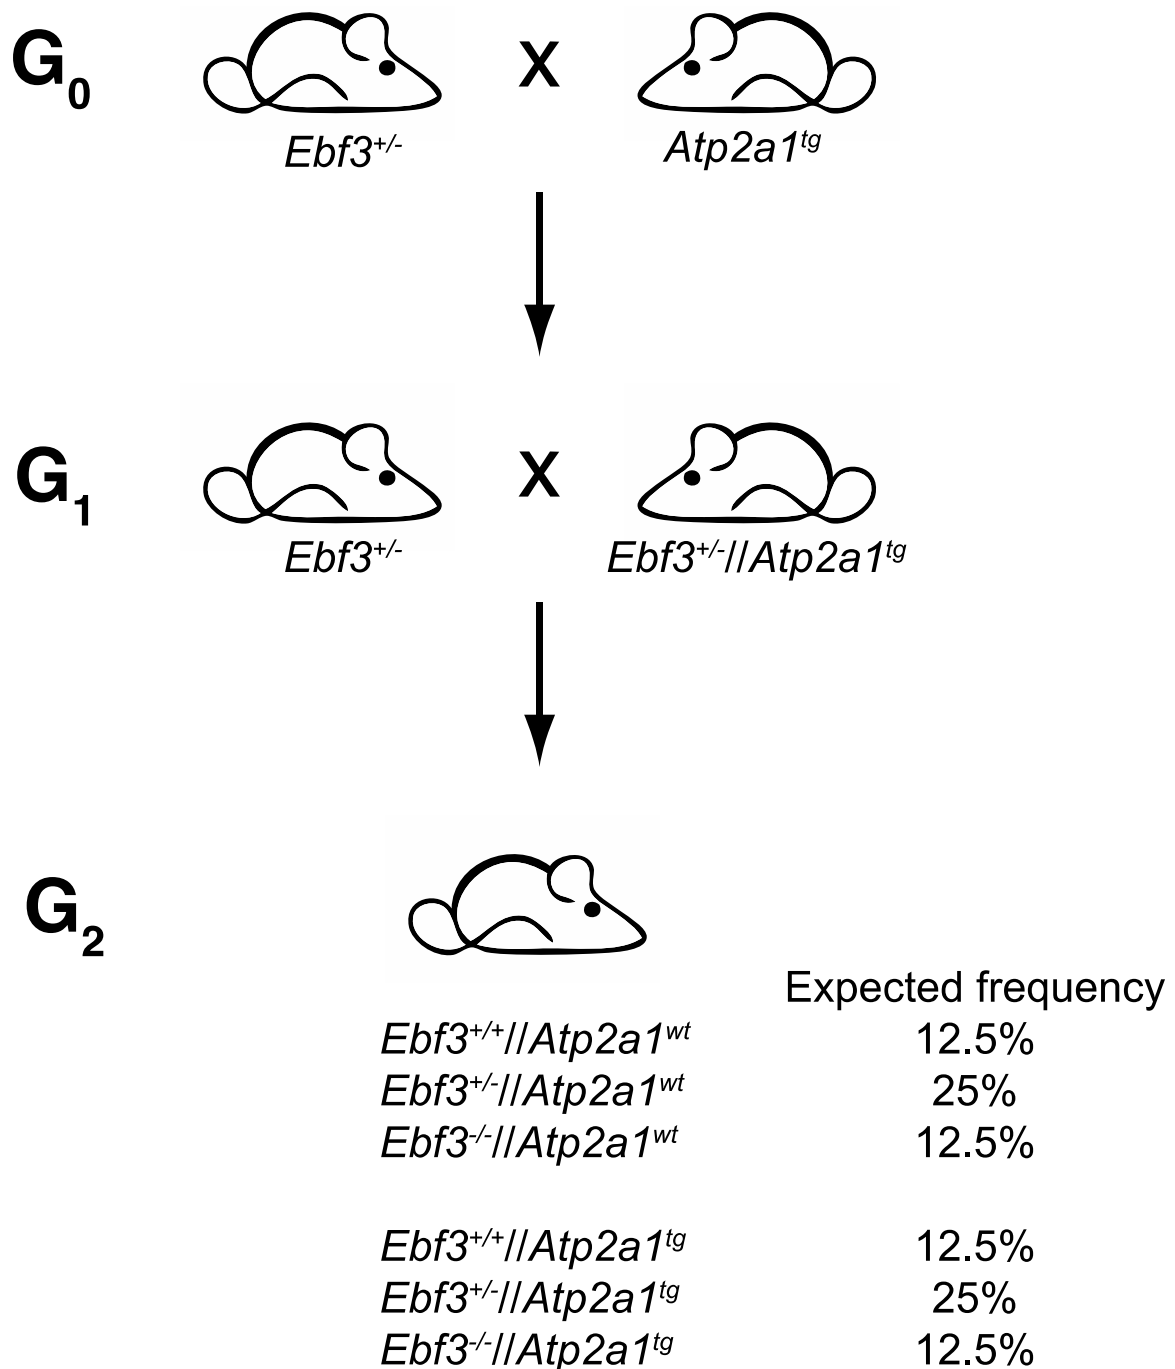 G₀
X
Ebf3⁺/⁻ Atp2a1ᵗᵍ
G₁
X
Ebf3⁺/⁻ Ebf3⁺/⁻//Atp2a1ᵗᵍ
G₂
Expected frequency
Ebf3⁺/⁺//Atp2a1ʷᵗ 12.5%
Ebf3⁺/⁻//Atp2a1ʷᵗ 25%
Ebf3⁻/⁻//Atp2a1ʷᵗ 12.5%
Ebf3⁺/⁺//Atp2a1ᵗᵍ 12.5%
Ebf3⁺/⁻//Atp2a1ᵗᵍ 25%
Ebf3⁻/⁻//Atp2a1ᵗᵍ 12.5%